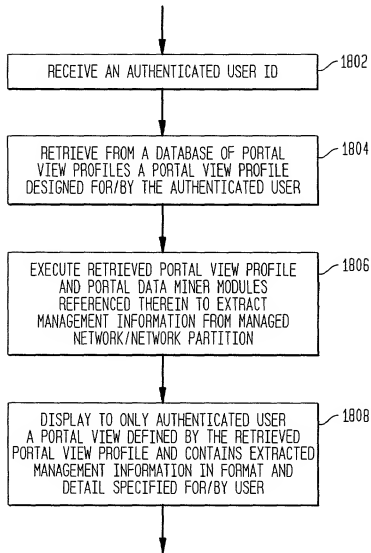 RECEIVE AN AUTHENTICATED USER ID
1802
RETRIEVE FROM A DATABASE OF PORTAL
VIEW PROFILES A PORTAL VIEW PROFILE
DESIGNED FOR/BY THE AUTHENTICATED USER
1804
EXECUTE RETRIEVED PORTAL VIEW PROFILE
AND PORTAL DATA MINER MODULES
REFERENCED THEREIN TO EXTRACT
MANAGEMENT INFORMATION FROM MANAGED
NETWORK/NETWORK PARTITION
1806
DISPLAY TO ONLY AUTHENTICATED USER
A PORTAL VIEW DEFINED BY THE RETRIEVED
PORTAL VIEW PROFILE AND CONTAINS EXTRACTED
MANAGEMENT INFORMATION IN FORMAT AND
DETAIL SPECIFIED FOR/BY USER
1808